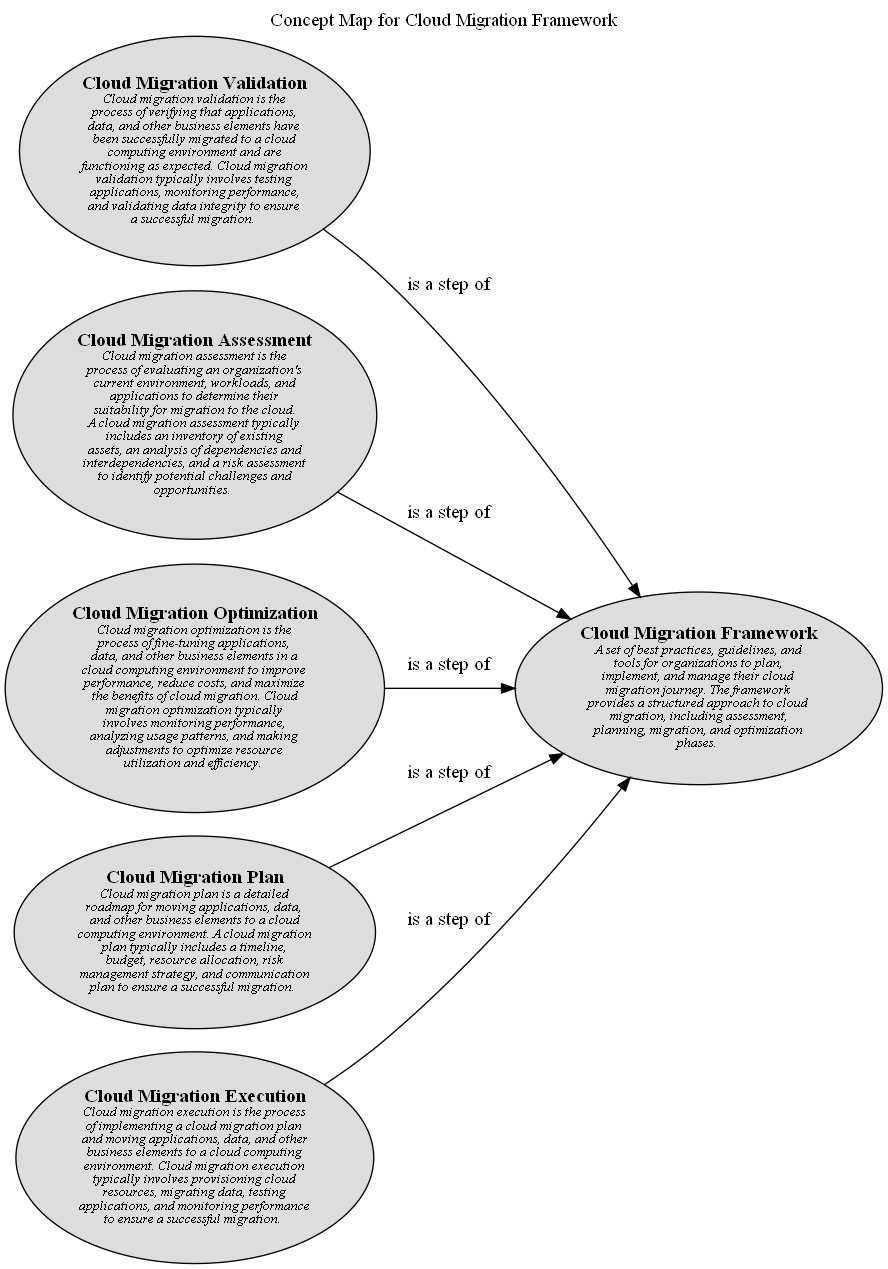 Concept Map for Cloud Migration Framework
Cloud Migration Validation
Cloud migration validation is the
process of verifying that applications,
data, and other business elements have
been successfully migrated to a cloud
computing environment and are
functioning as expected. Cloud migration
validation typically involves testing
applications, monitoring performance,
and validating data integrity to ensure
a successful migration.
is a step of
Cloud Migration Assessment
Cloud migration assessment is the
process of evaluating an organization's
current environment, workloads, and
applications to determine their
suitability for migration to the cloud.
A cloud migration assessment typically
includes an inventory of existing
assets, an analysis of dependencies and
interdependencies, and a risk assessment
to identify potential challenges and
opportunities.
is a step of
Cloud Migration Optimization
Cloud migration optimization is the
process of fine-tuning applications,
data, and other business elements in a
cloud computing environment to improve
performance, reduce costs, and maximize
the benefits of cloud migration. Cloud
migration optimization typically
involves monitoring performance,
analyzing usage patterns, and making
adjustments to optimize resource
utilization and efficiency.
is a step of
Cloud Migration Framework
A set of best practices, guidelines, and
tools for organizations to plan,
implement, and manage their cloud
migration journey. The framework
provides a structured approach to cloud
migration, including assessment,
planning, migration, and optimization
phases.
is a step of
Cloud Migration Plan
Cloud migration plan is a detailed
roadmap for moving applications, data,
and other business elements to a cloud
computing environment. A cloud migration
plan typically includes a timeline,
budget, resource allocation, risk
management strategy, and communication
plan to ensure a successful migration.
is a step of
Cloud Migration Execution
Cloud migration execution is the process
of implementing a cloud migration plan
and moving applications, data, and other
business elements to a cloud computing
environment. Cloud migration execution
typically involves provisioning cloud
resources, migrating data, testing
applications, and monitoring performance
to ensure a successful migration.